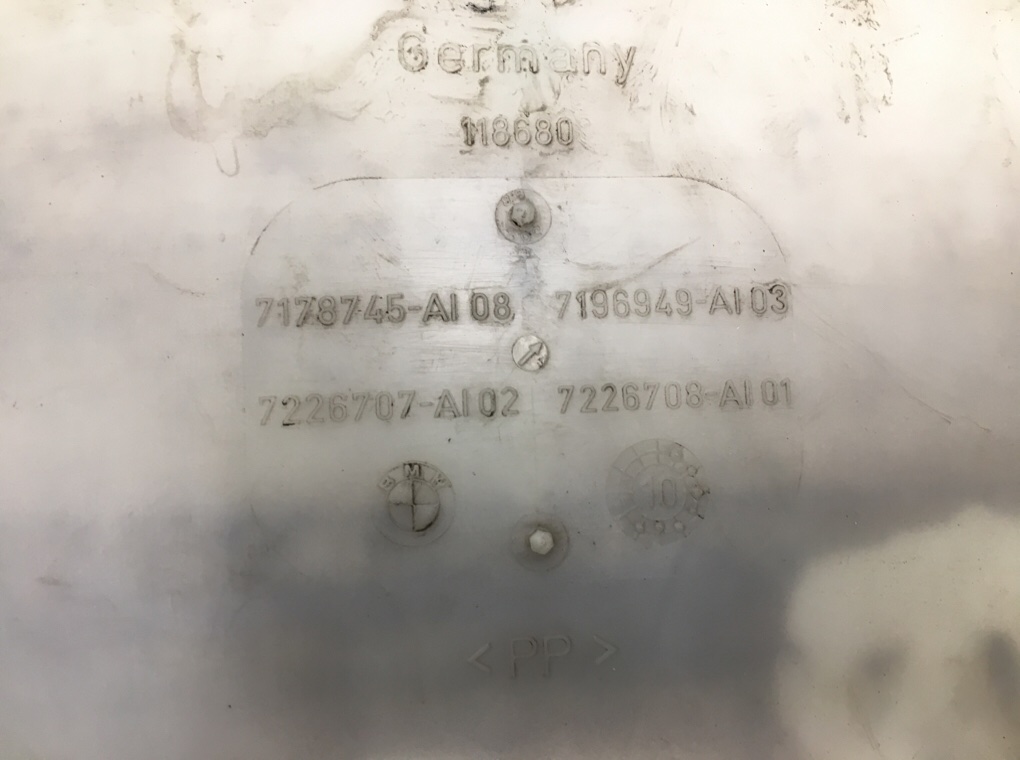 Germany
118680
7178745-AI 08 7196949-AI 03
7226707-AI 02 7226708-AI 01
BMW
10
< PP >